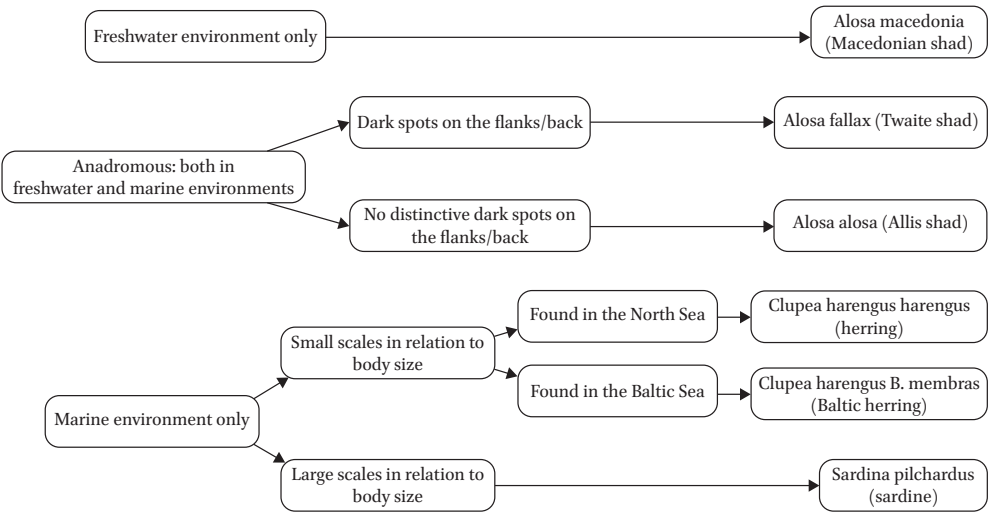 Freshwater environment only
Alosa macedonia
(Macedonian shad)
Anadromous: both in
freshwater and marine environments
Dark spots on the flanks/back
Alosa fallax (Twaite shad)
No distinctive dark spots on
the flanks/back
Alosa alosa (Allis shad)
Marine environment only
Small scales in relation to
body size
Found in the North Sea
Clupea harengus harengus
(herring)
Found in the Baltic Sea
Clupea harengus B. membras
(Baltic herring)
Large scales in relation to
body size
Sardina pilchardus
(sardine)